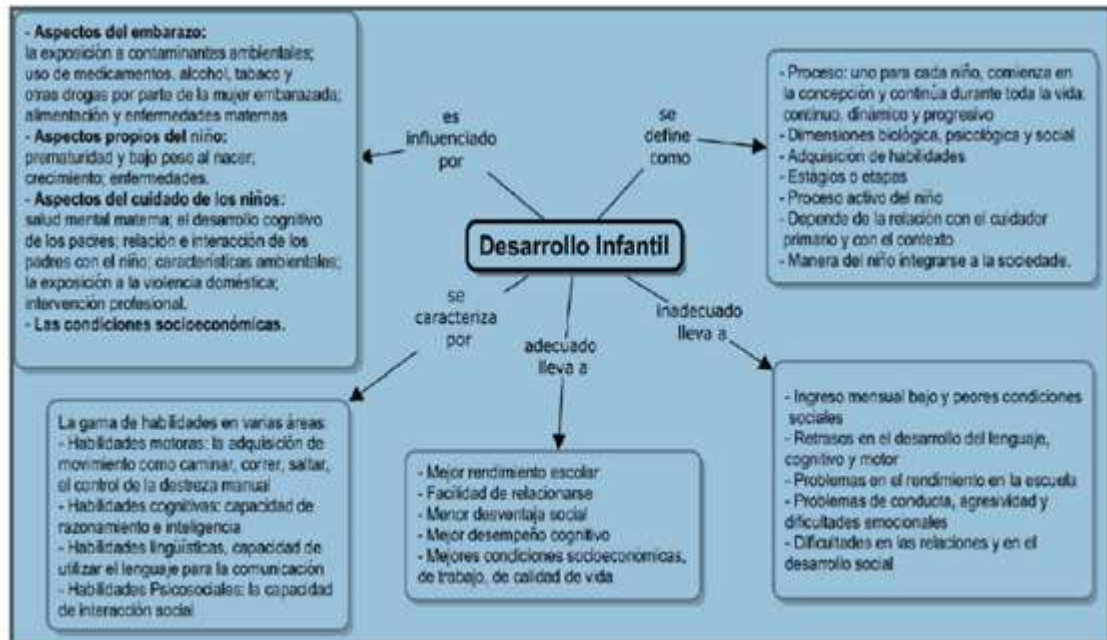 - Aspectos del embarazo:
la exposición a contaminantes ambientales;
uso de medicamentos, alcohol, tabaco y
otras drogas por parte de la mujer embarazada;
alimentación y enfermedades maternas
- Aspectos propios del niño:
prematuridad y bajo peso al nacer;
crecimiento; enfermedades.
- Aspectos del cuidado de los niños:
salud mental materna; el desarrollo cognitivo
de los padres; relación e interacción de los
padres con el niño; características ambientales;
la exposición a la violencia doméstica;
intervención profesional.
- Las condiciones socioeconómicas.
es
influenciado
por
se
define
como
- Proceso: uno para cada niño, comienza en
la concepción y continúa durante toda la vida:
continuo, dinámico y progresivo
- Dimensiones biológica, psicológica y social
- Adquisición de habilidades
- Estágios o etapas
- Proceso activo del niño
- Depende de la relación con el cuidador
primario y con el contexto
- Manera del niño integrarse a la sociedade.
Desarrollo Infantil
se
caracteriza
por
adecuado
lleva a
inadecuado
lleva a
La gama de habilidades en varias áreas:
- Habilidades motoras: la adquisición de
movimiento como caminar, correr, saltar,
el control de la destreza manual
- Habilidades cognitivas: capacidad de
razonamiento e inteligencia
- Habilidades lingüísticas, capacidad de
utilizar el lenguaje para la comunicación
- Habilidades Psicosociales: la capacidad
de interacción social
- Mejor rendimiento escolar
- Facilidad de relacionarse
- Menor desventaja social
- Mejor desempeño cognitivo
- Mejores condiciones socioeconómicas,
de trabajo, de calidad de vida
- Ingreso mensual bajo y peores condiciones
sociales
- Retrasos en el desarrollo del lenguaje,
cognitivo y motor
- Problemas en el rendimiento en la escuela
- Problemas de conducta, agresividad y
dificultades emocionales
- Dificultades en las relaciones y en el
desarrollo social